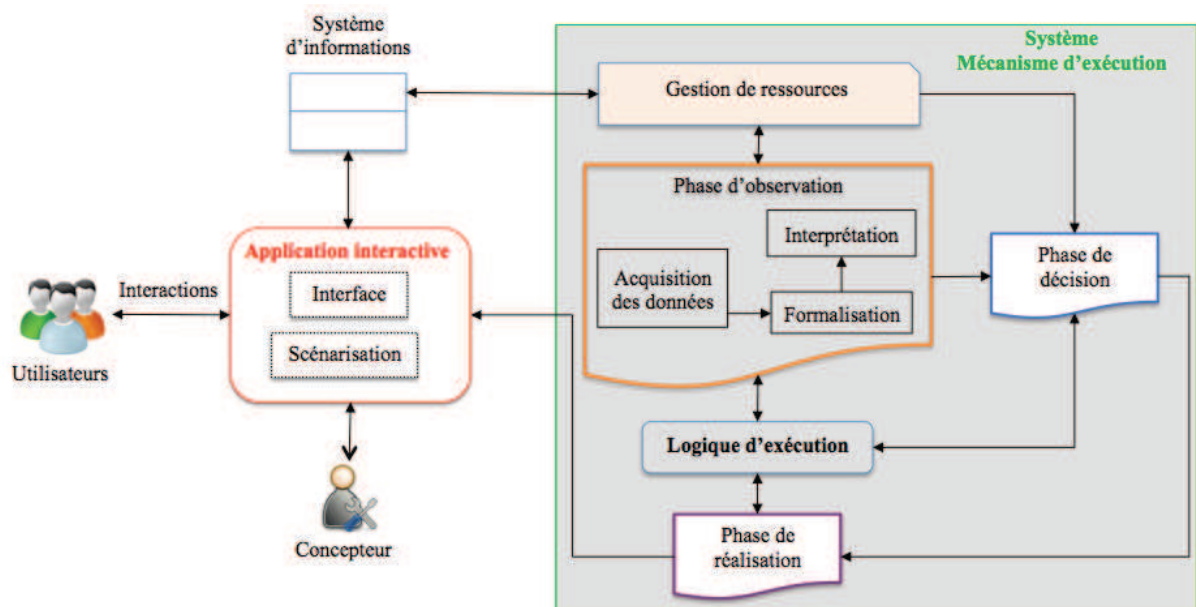 Système
d'informations
Système
Mécanisme d'exécution
Gestion de ressources
Phase d'observation
Application interactive
Interprétation
Phase de
décision
Acquisition
des données
Interactions
Interface
Formalisation
Scénarisation
Utilisateurs
Logique d'exécution
Concepteur
Phase de
réalisation